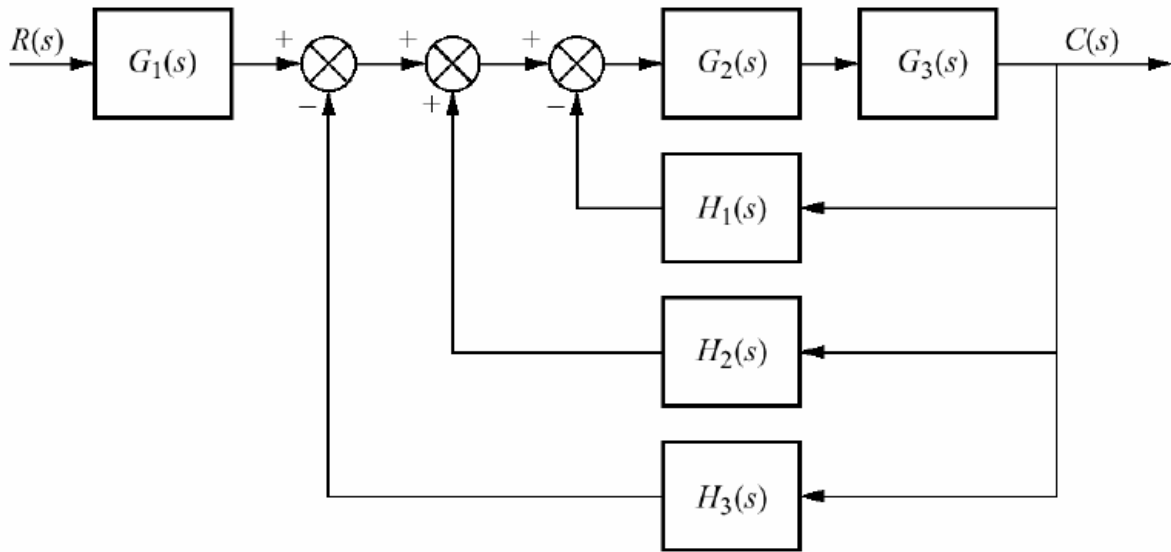 R(s)
G₁(s)
+
−
+
+
+
−
G₂(s)
G₃(s)
C(s)
H₁(s)
H₂(s)
H₃(s)